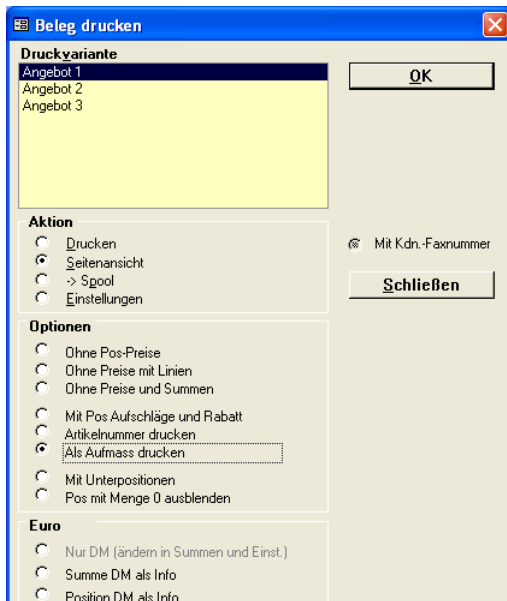 Beleg drucken
Druckvariante
Angebot 1
Angebot 2
Angebot 3
OK
Aktion
Drucken
Seitenansicht
-> Spool
Einstellungen
Mit Kdn.-Faxnummer
Schließen
Optionen
Ohne Pos-Preise
Ohne Preise mit Linien
Ohne Preise und Summen
Mit Pos Aufschläge und Rabatt
Artikelnummer drucken
Als Aufmass drucken
Mit Unterpositionen
Pos mit Menge 0 ausblenden
Euro
Nur DM (ändern in Summen und Einst.)
Summe DM als Info
Position DM als Info